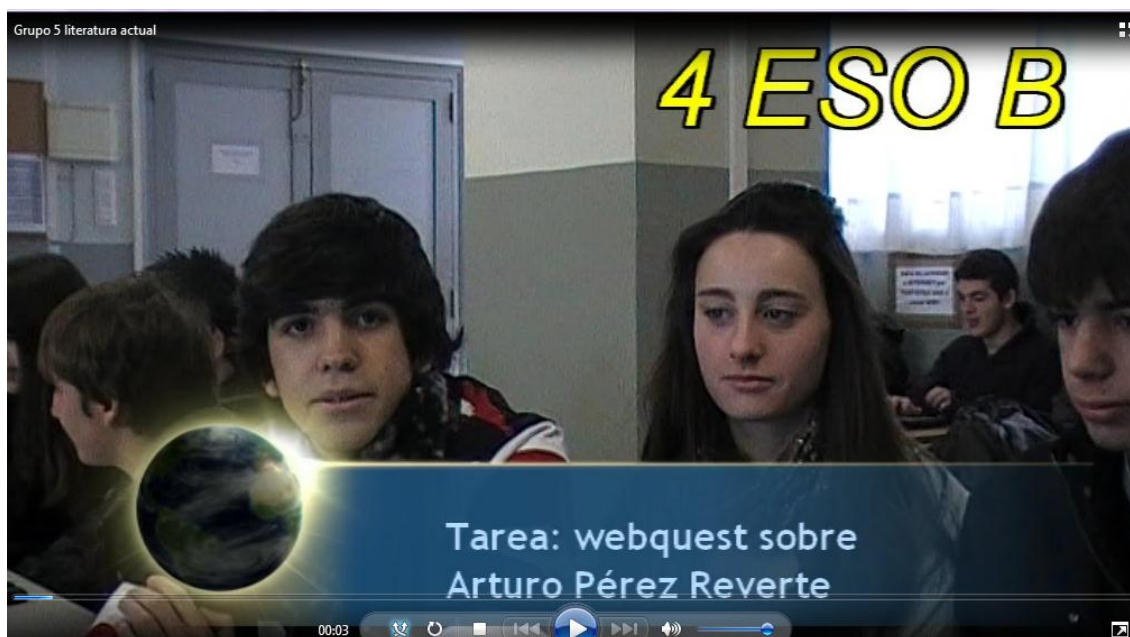 Grupo 5 literatura actual
4 ESO B
Tarea: webquest sobre
Arturo Pérez Reverte
00:03